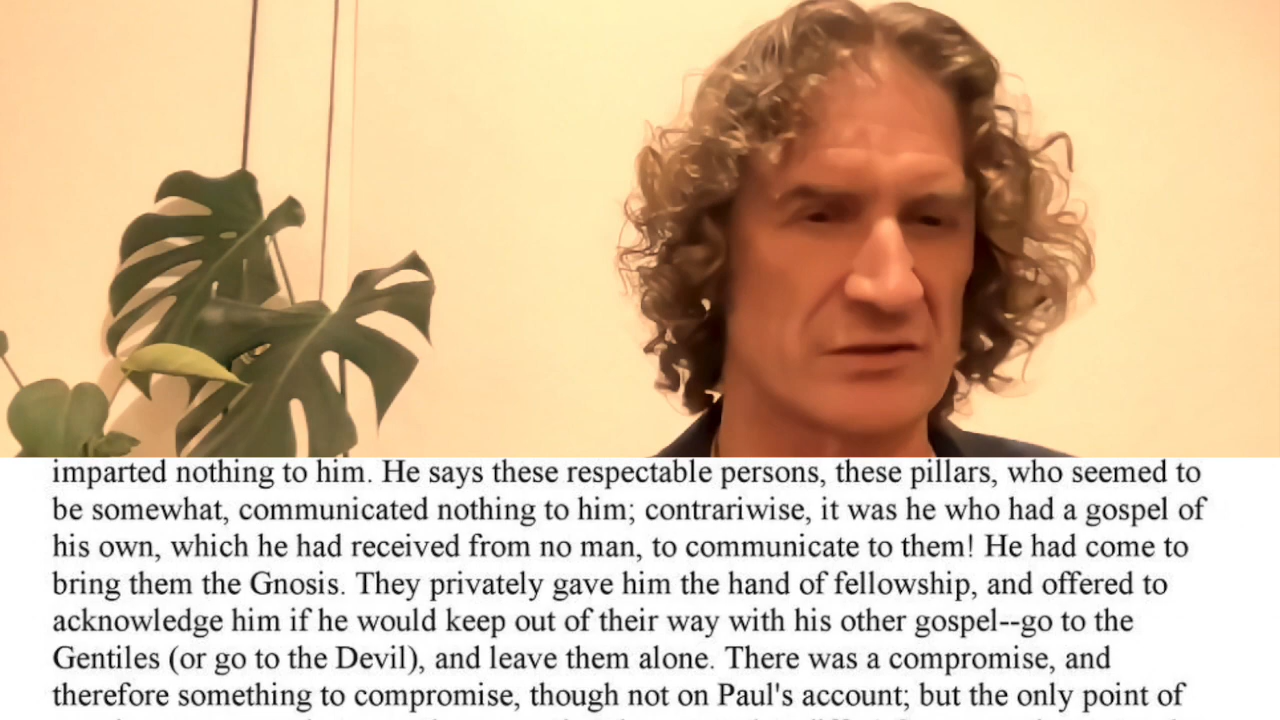 imparted nothing to him. He says these respectable persons, these pillars, who seemed to
be somewhat, communicated nothing to him; contrariwise, it was he who had a gospel of
his own, which he had received from no man, to communicate to them! He had come to
bring them the Gnosis. They privately gave him the hand of fellowship, and offered to
acknowledge him if he would keep out of their way with his other gospel--go to the
Gentiles (or go to the Devil), and leave them alone. There was a compromise, and
therefore something to compromise, though not on Paul's account; but the only point of